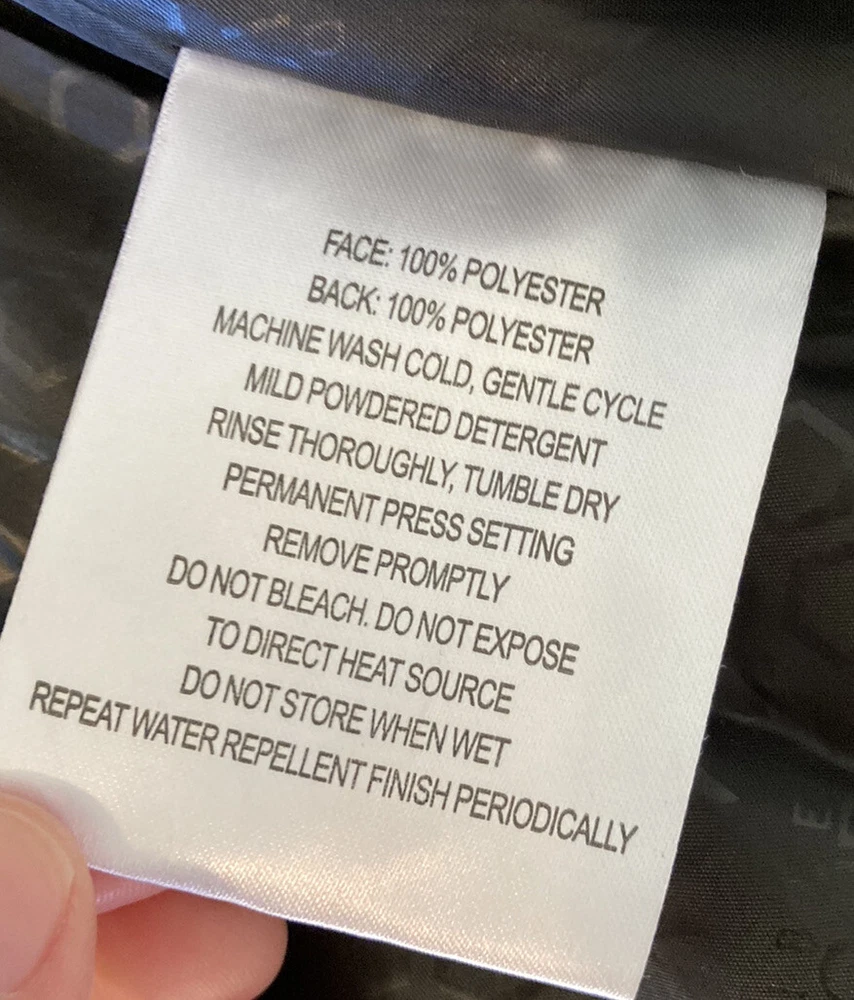 FACE: 100% POLYESTER
BACK: 100% POLYESTER
MACHINE WASH COLD, GENTLE CYCLE
MILD POWDERED DETERGENT
RINSE THOROUGHLY, TUMBLE DRY
PERMANENT PRESS SETTING
REMOVE PROMPTLY
DO NOT BLEACH. DO NOT EXPOSE
TO DIRECT HEAT SOURCE
DO NOT STORE WHEN WET
REPEAT WATER REPELLENT FINISH PERIODICALLY